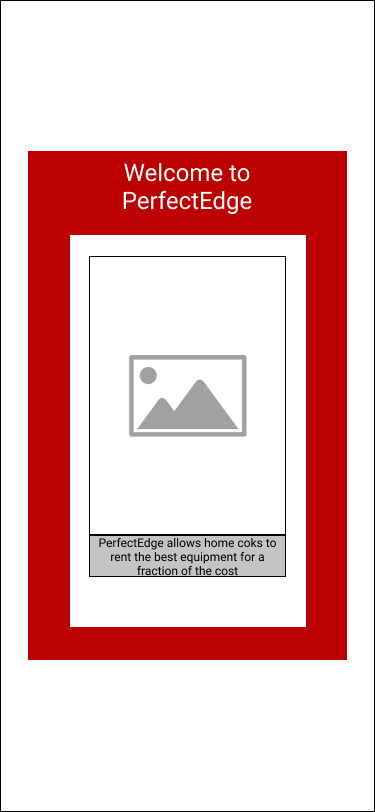 Welcome to
PerfectEdge
PerfectEdge allows home coks to
rent the best equipment for a
fraction of the cost